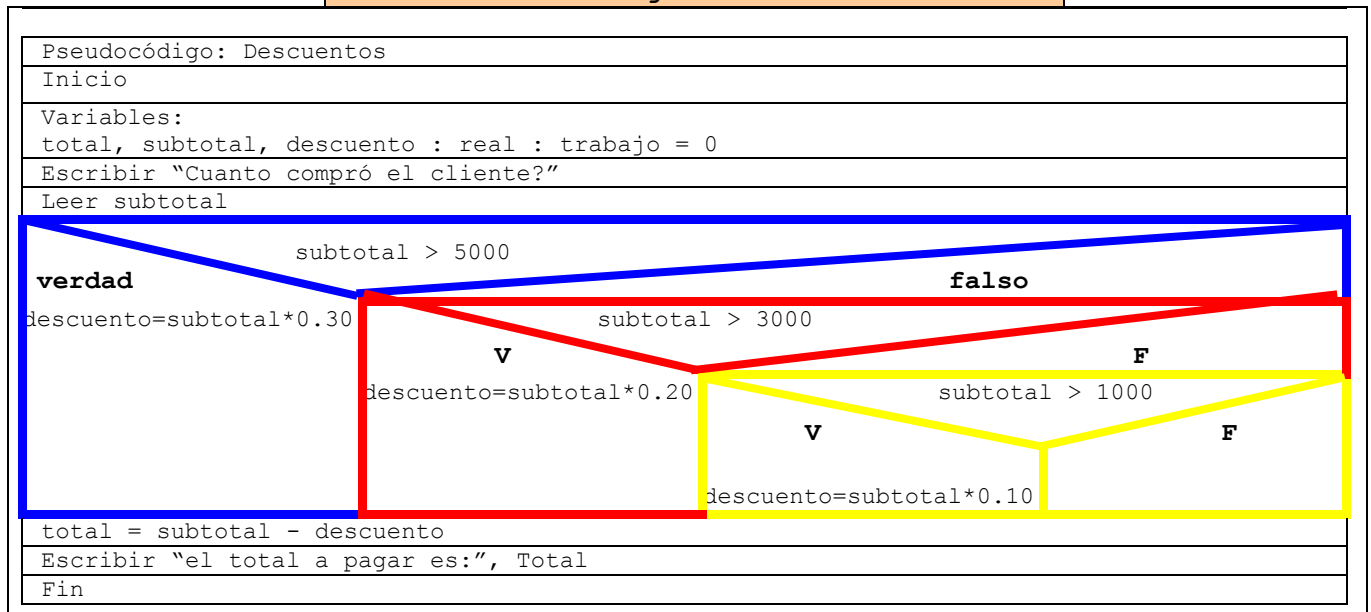 Pseudocódigo: Descuentos
Inicio
Variables:
total, subtotal, descuento : real : trabajo = 0
Escribir “Cuanto compró el cliente?”
Leer subtotal
subtotal > 5000
verdad falso
descuento=subtotal*0.30 subtotal > 3000
V F
descuento=subtotal*0.20 subtotal > 1000
V F
descuento=subtotal*0.10
total = subtotal - descuento
Escribir “el total a pagar es:”, Total
Fin